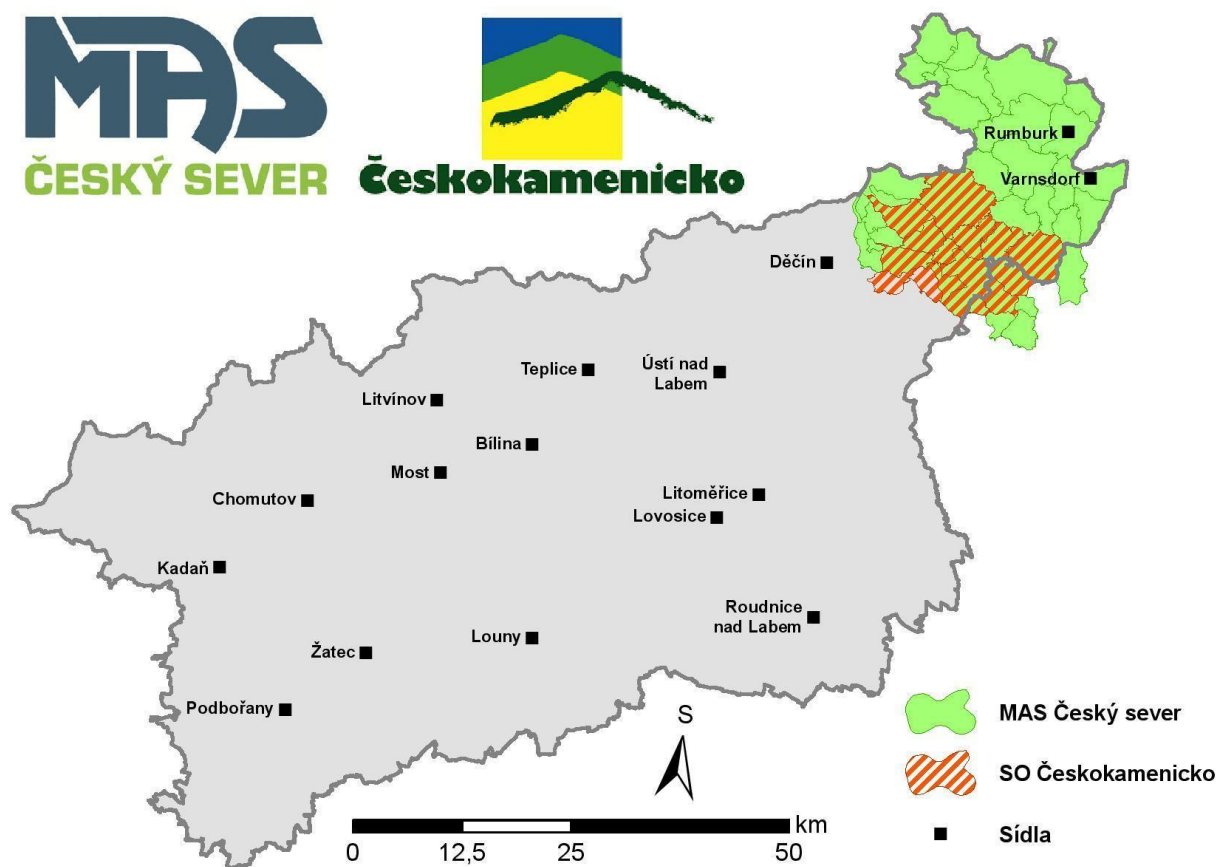 MAS
ČESKÝ SEVER
Českokamenicko
Rumburk
Varnsdorf
Děčín
Teplice
Ústí nad
Labem
Litvínov
Bílina
Most
Chomutov
Litoměřice
Lovosice
Kadaň
Roudnice
nad Labem
Louny
Žatec
Podbořany
S
MAS Český sever
SO Českokamenicko
Sídla
km
0 12,5 25 50